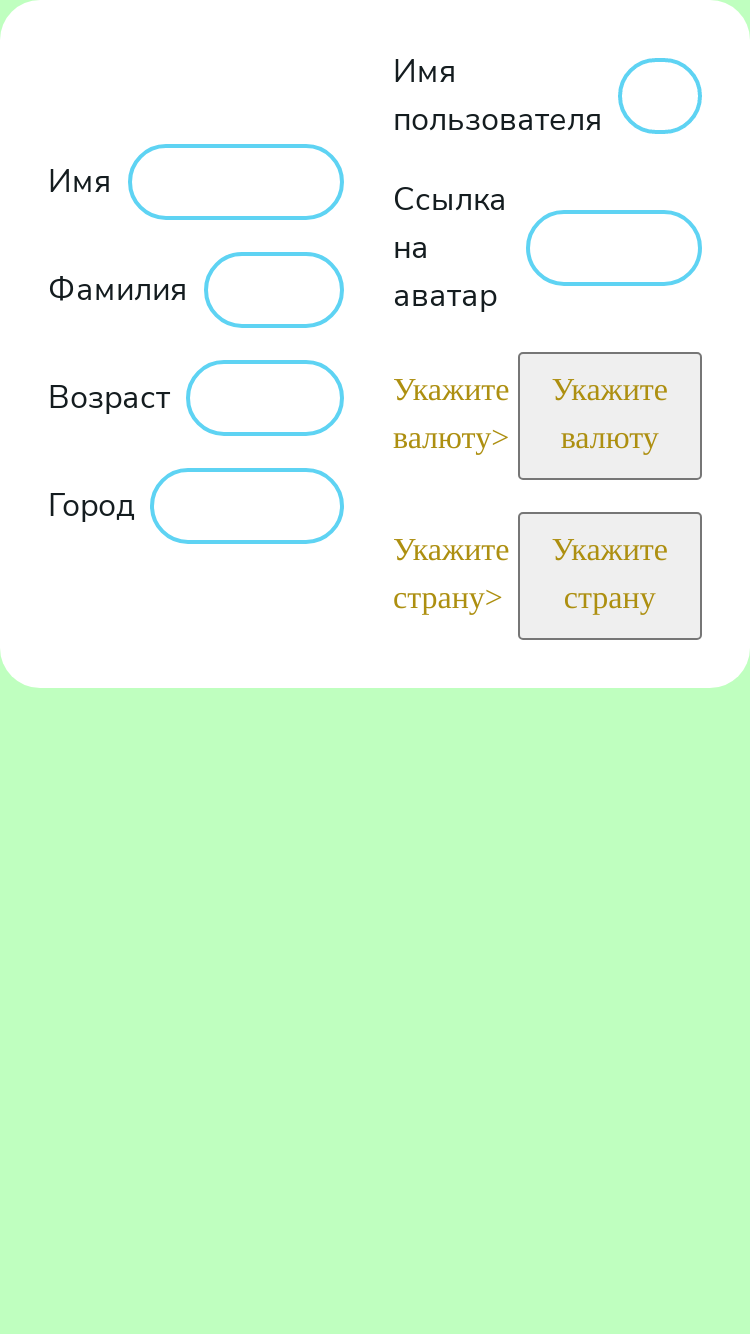 Имя
Фамилия
Возраст
Город
Имя
пользователя
Ссылка
на
аватар
Укажите
валюту>
Укажите
валюту
Укажите
страну>
Укажите
страну